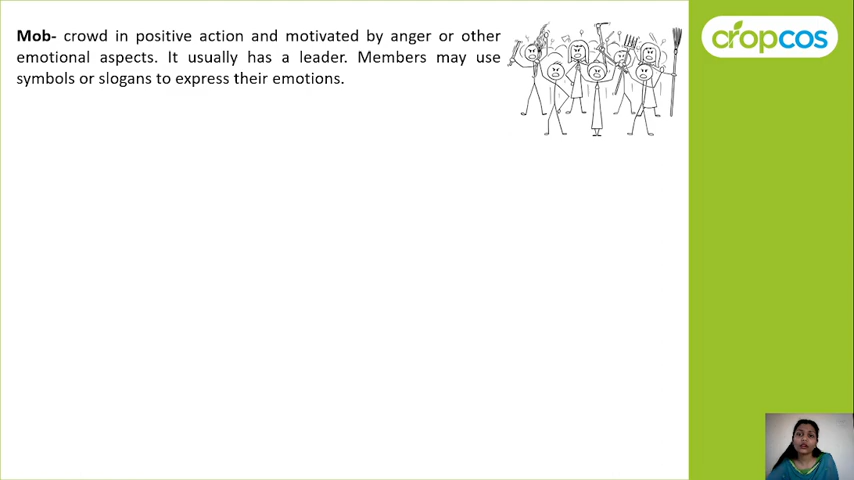 Mob- crowd in positive action and motivated by anger or other
emotional aspects. It usually has a leader. Members may use
symbols or slogans to express their emotions.
cropcos